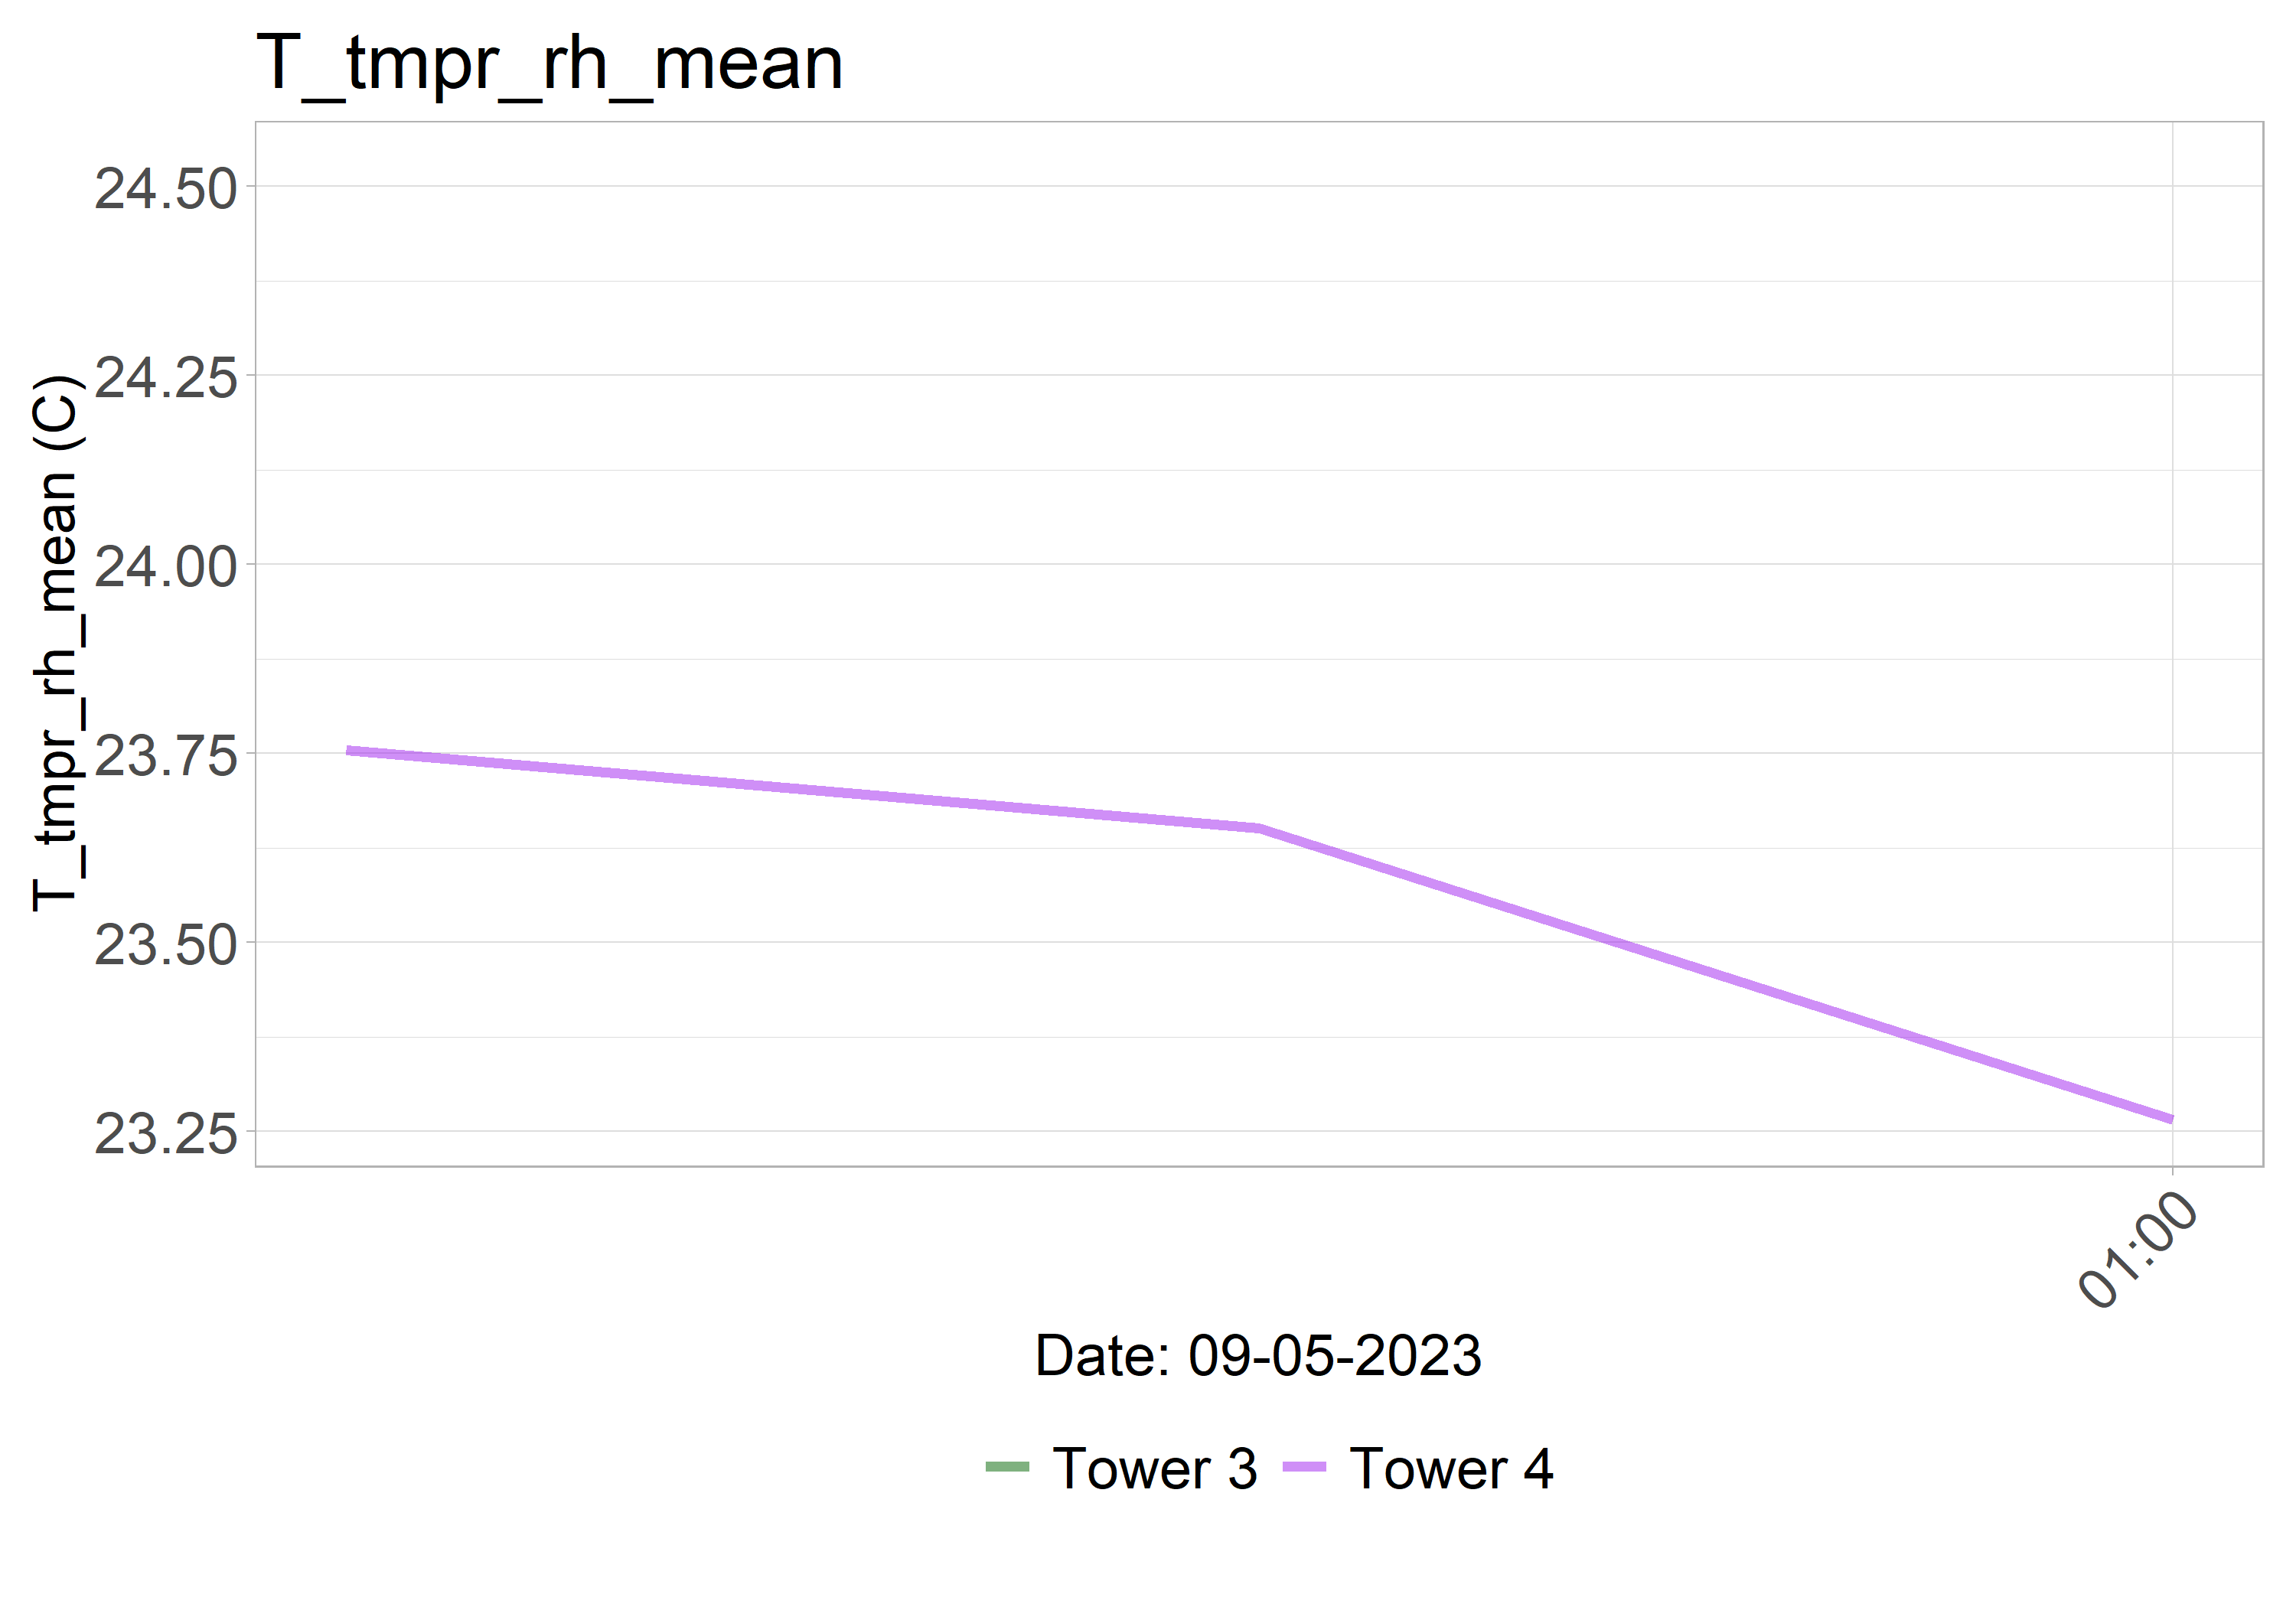 T_tmpr_rh_mean
T_tmpr_rh_mean (C)
24.50
24.25
24.00
23.75
23.50
23.25
01:00
Date: 09-05-2023
Tower 3 Tower 4